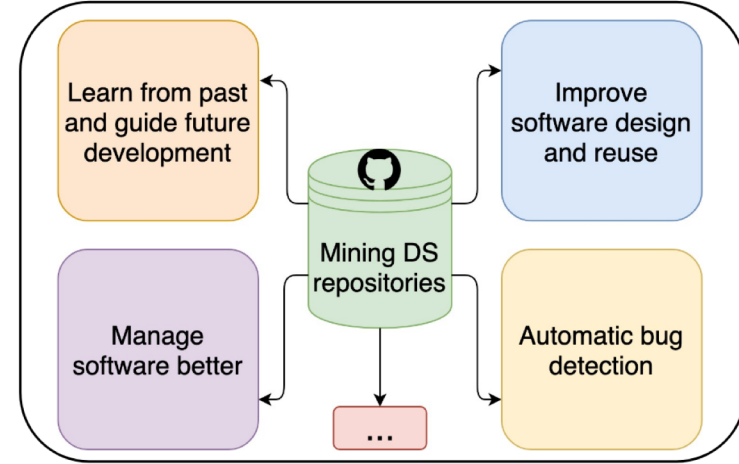 Learn from past
and guide future
development
Improve
software design
and reuse
Mining DS
repositories
Manage
software better
Automatic bug
detection
...